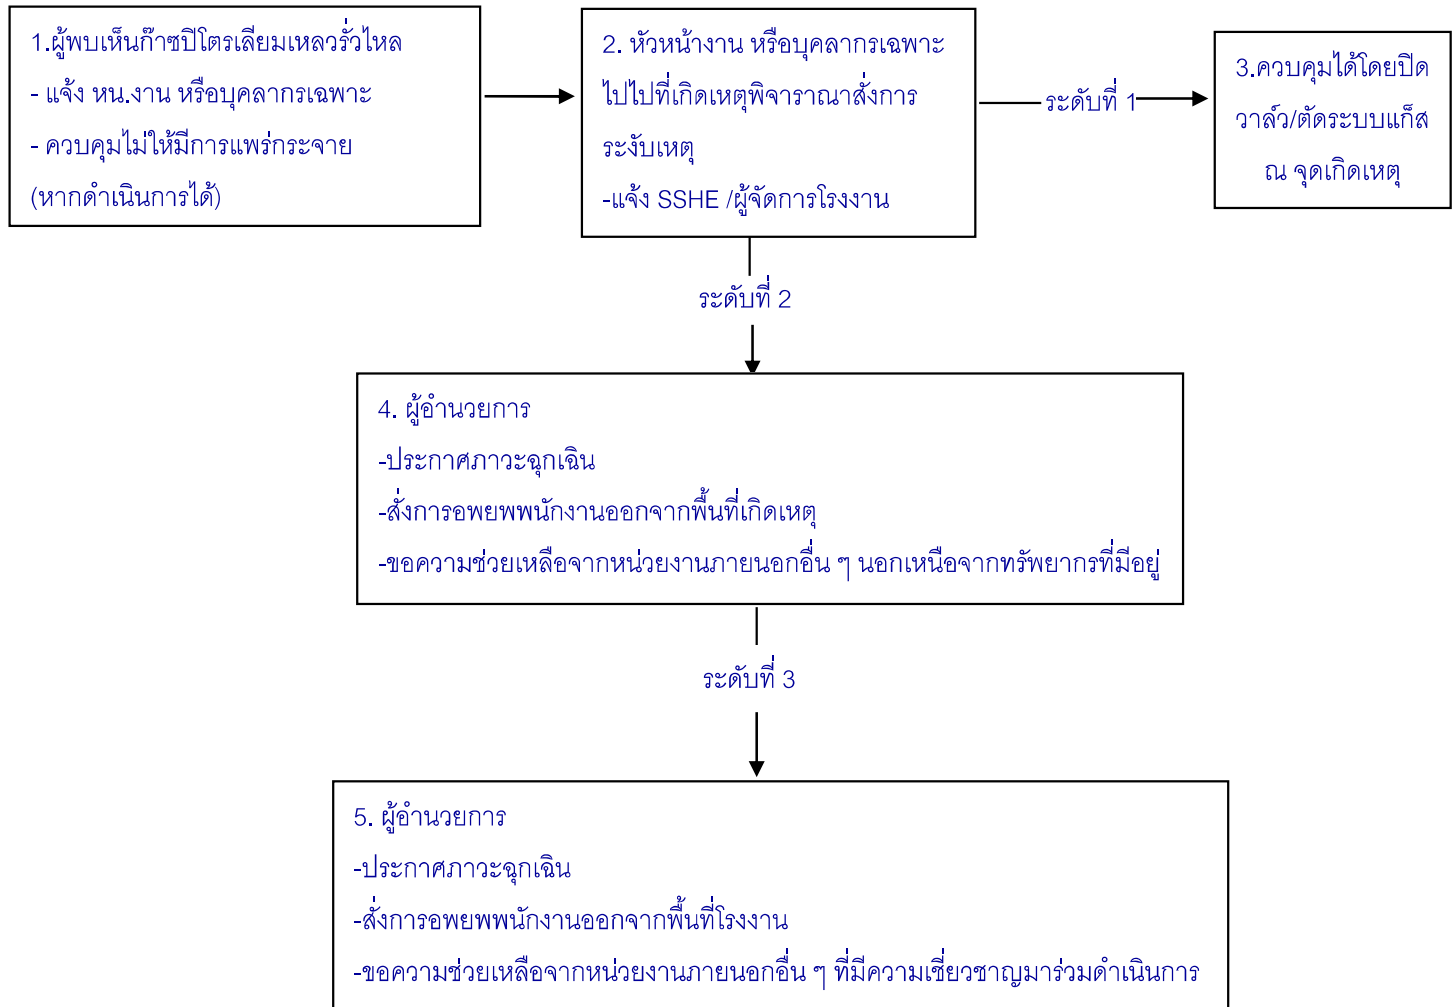 1.ผู้พบเห็นก๊าซปิโตรเลียมเหลวรั่วไหล
- แจ้ง หน.งาน หรือบุคลากรเฉพาะ
- ควบคุมไม่ให้มีการแพร่กระจาย
(หากดำเนินการได้)
2. หัวหน้างาน หรือบุคลากรเฉพาะ
ไปไปที่เกิดเหตุพิจาราณาสั่งการ
ระงับเหตุ
-แจ้ง SSHE /ผู้จัดการโรงงาน
ระดับที่ 1
3.ควบคุมได้โดยปิด
วาล์ว/ตัดระบบแก็ส
ณ จุดเกิดเหตุ
ระดับที่ 2
4. ผู้อำนวยการ
-ประกาศภาวะฉุกเฉิน
-สั่งการอพยพพนักงานออกจากพื้นที่เกิดเหตุ
-ขอความช่วยเหลือจากหน่วยงานภายนอกอื่น ๆ นอกเหนือจากทรัพยากรที่มีอยู่
ระดับที่ 3
5. ผู้อำนวยการ
-ประกาศภาวะฉุกเฉิน
-สั่งการอพยพพนักงานออกจากพื้นที่โรงงาน
-ขอความช่วยเหลือจากหน่วยงานภายนอกอื่น ๆ ที่มีความเชี่ยวชาญมาร่วมดำเนินการ